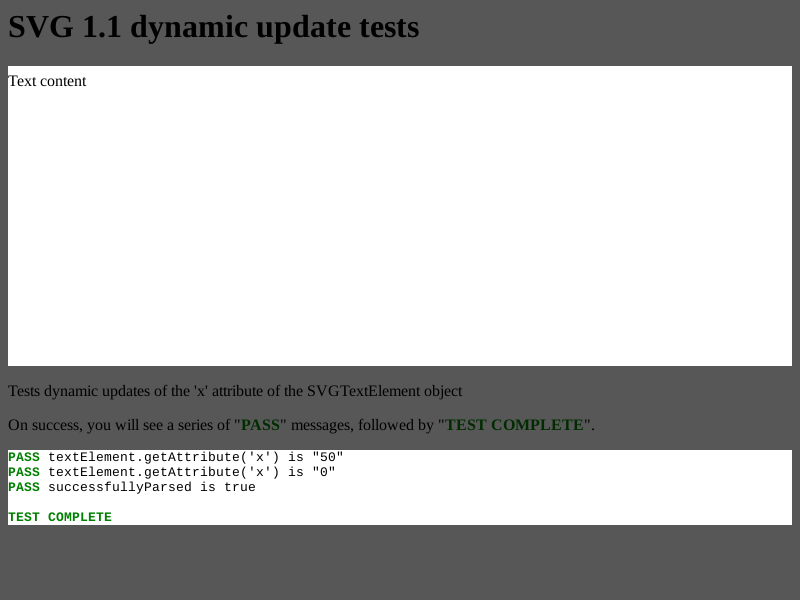 SVG 1.1 dynamic update tests
Text content
Tests dynamic updates of the 'x' attribute of the SVGTextElement object
On success, you will see a series of "PASS" messages, followed by "TEST COMPLETE".
PASS textElement.getAttribute('x') is "50"
PASS textElement.getAttribute('x') is "0"
PASS successfullyParsed is true
TEST COMPLETE